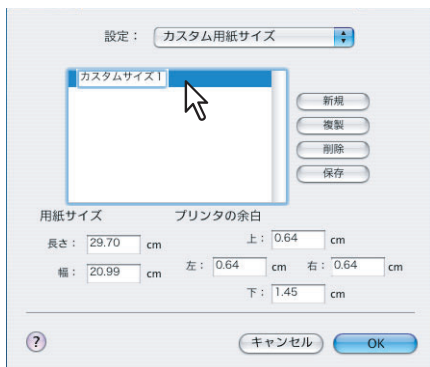 設定： カスタム用紙サイズ
カスタムサイズ1
新規
複製
削除
保存
用紙サイズ プリンタの余白
長さ： 29.70 cm 上： 0.64 cm
幅： 20.99 cm 左： 0.64 cm 右： 0.64 cm
下： 1.45 cm
? キャンセル OK